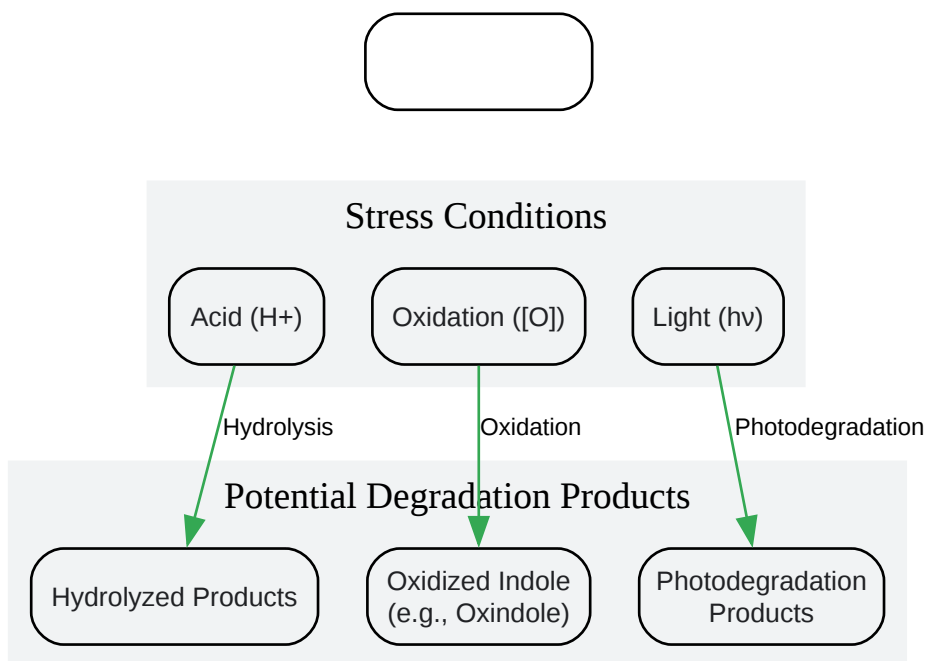 Stress Conditions
Acid (H+)
Oxidation ([O])
Light (hν)
Hydrolysis
Oxidation
Photodegradation
Potential Degradation Products
Hydrolyzed Products
Oxidized Indole
(e.g., Oxindole)
Photodegradation
Products